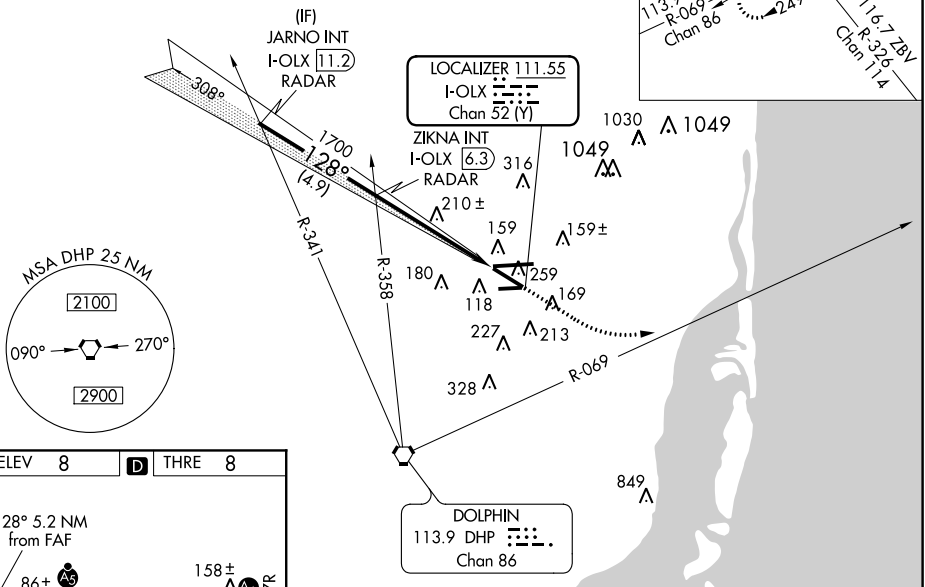 (IF)
JARNO INT
I-OLX 11.2
RADAR
308°
1700
128°
(4.9)
LOCALIZER 111.55
I-OLX
Chan 52 (Y)
ZIKNA INT
I-OLX 6.3
RADAR
113.9
R-069
Chan 86
249
116.7 ZBV
R-326
Chan 114
1030
1049
1049
316
210 ±
159
159±
259
180
118
169
227
213
328
R-341
R-358
R-069
MSA DHP 25 NM
2100
090°
270°
2900
849
DOLPHIN
113.9 DHP
Chan 86
ELEV 8
D
THRE 8
28° 5.2 NM
from FAF
86±
A5
158±